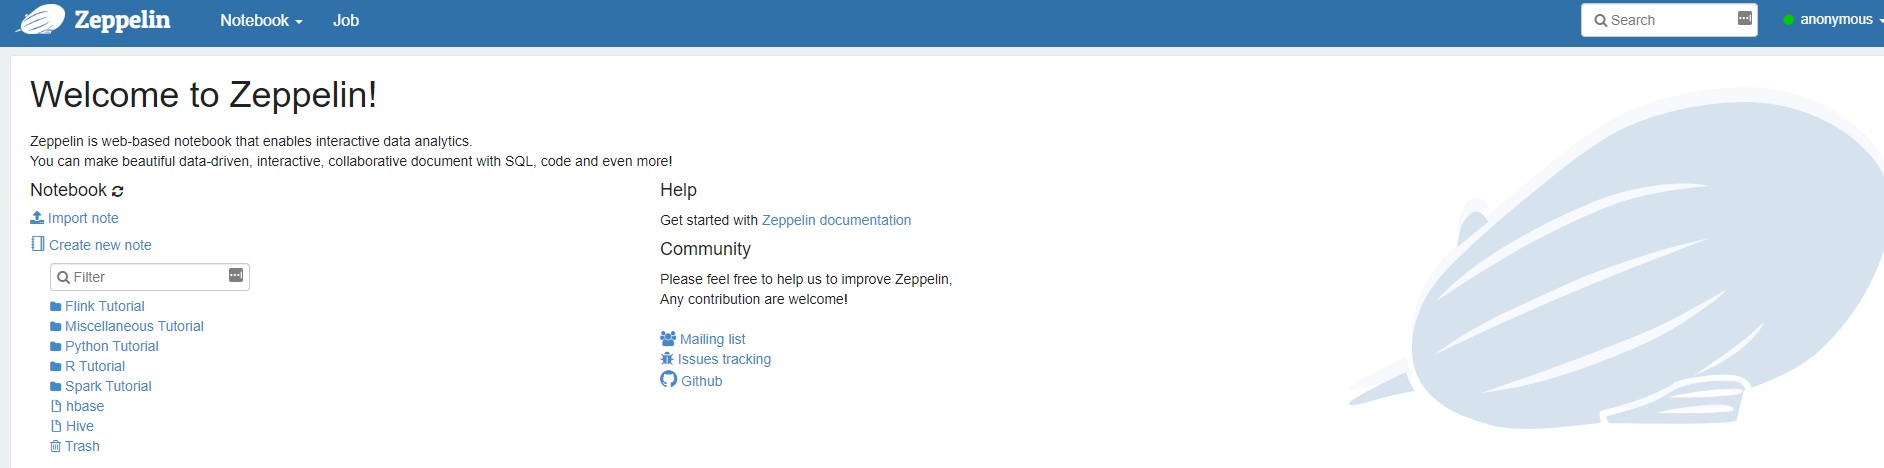 Zeppelin
Notebook
Job
Search
anonymous
Welcome to Zeppelin!
Zeppelin is web-based notebook that enables interactive data analytics.
You can make beautiful data-driven, interactive, collaborative document with SQL, code and even more!
Notebook
Import note
Create new note
Filter
Flink Tutorial
Miscellaneous Tutorial
Python Tutorial
R Tutorial
Spark Tutorial
hbase
Hive
Trash
Help
Get started with Zeppelin documentation
Community
Please feel free to help us to improve Zeppelin,
Any contribution are welcome!
Mailing list
Issues tracking
Github